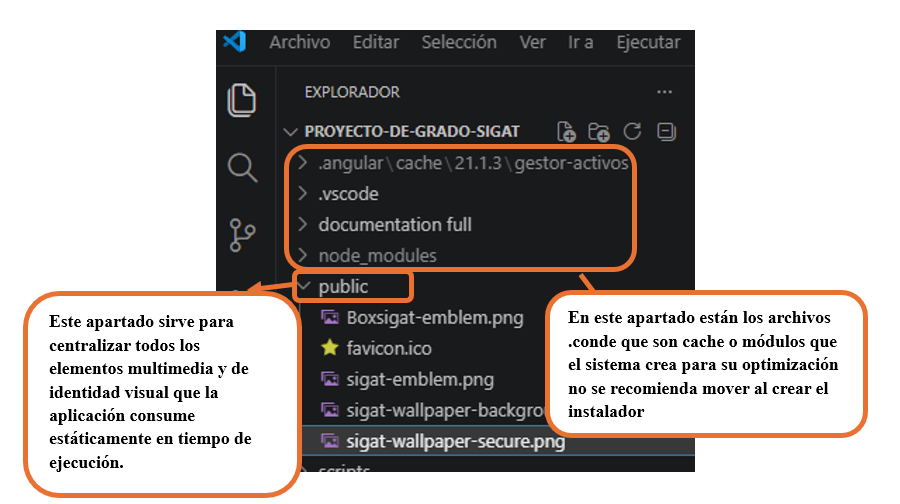 Archivo Editar Selección Ver Ir a Ejecutar
EXPLORADOR
PROYECTO-DE-GRADO-SIGAT
.angular\cache\21.1.3\gestor-activos
.vscode
documentation full
node_modules
public
Boxsigat-emblem.png
favicon.ico
sigat-emblem.png
sigat-wallpaper-backgro
sigat-wallpaper-secure.png
scripts
Este apartado sirve para
centralizar todos los
elementos multimedia y de
identidad visual que la
aplicación consume
estáticamente en tiempo de
ejecución.
En este apartado están los archivos
.conde que son cache o módulos que
el sistema crea para su optimización
no se recomienda mover al crear el
instalador